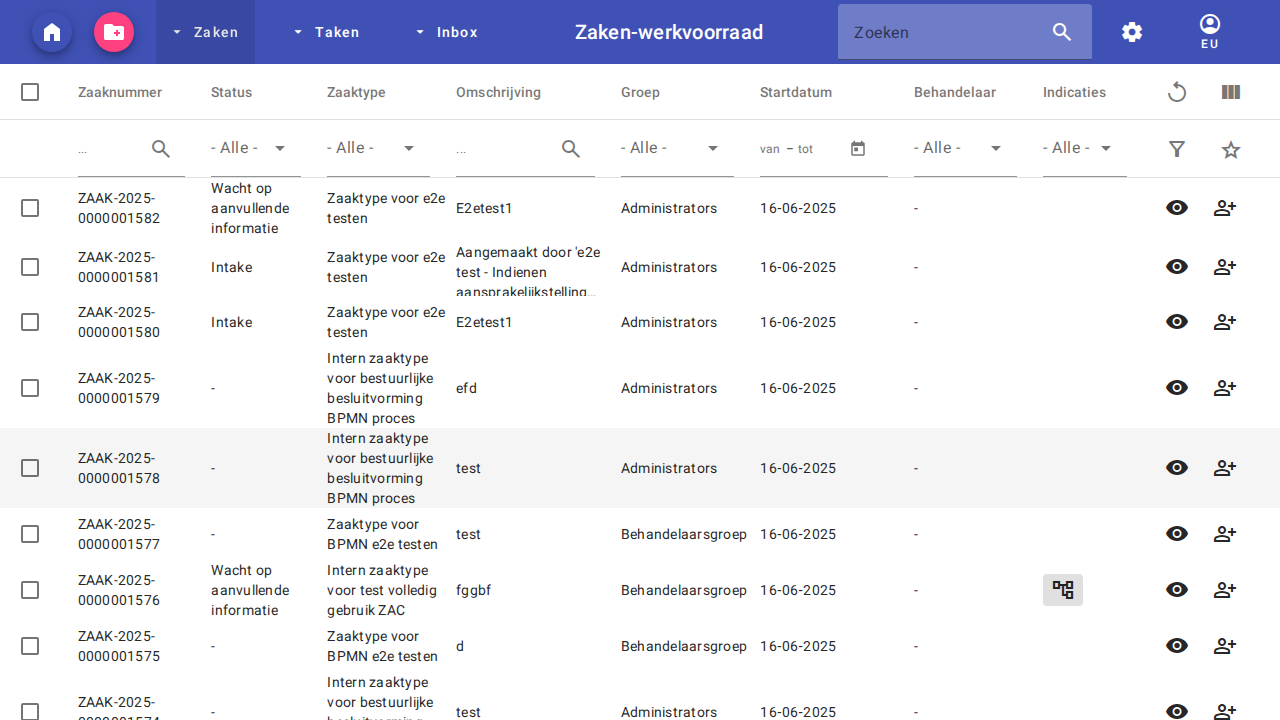 Zaken
Taken
Inbox
Zaken-werkvoorraad
Zoeken
EU
Zaaknummer Status Zaaktype Omschrijving Groep Startdatum Behandelaar Indicaties
... - Alle - - Alle - ... - Alle - van – tot - Alle - - Alle -
ZAAK-2025-
0000001582
Wacht op
aanvullende
informatie
Zaaktype voor e2e
testen
E2etest1
Administrators
16-06-2025
-
ZAAK-2025-
0000001581
Intake
Zaaktype voor e2e
testen
Aangemaakt door 'e2e
test - Indienen
aansprakelijkstelling...
Administrators
16-06-2025
-
ZAAK-2025-
0000001580
Intake
Zaaktype voor e2e
testen
E2etest1
Administrators
16-06-2025
-
ZAAK-2025-
0000001579
-
Intern zaaktype
voor bestuurlijke
besluitvorming
BPMN proces
efd
Administrators
16-06-2025
-
ZAAK-2025-
0000001578
-
Intern zaaktype
voor bestuurlijke
besluitvorming
BPMN proces
test
Administrators
16-06-2025
-
ZAAK-2025-
0000001577
-
Zaaktype voor
BPMN e2e testen
test
Behandelaarsgroep
16-06-2025
-
ZAAK-2025-
0000001576
Wacht op
aanvullende
informatie
Intern zaaktype
voor test volledig
gebruik ZAC
fggbf
Behandelaarsgroep
16-06-2025
-
ZAAK-2025-
0000001575
-
Zaaktype voor
BPMN e2e testen
d
Behandelaarsgroep
16-06-2025
-
ZAAK-2025-
0000001574
-
Intern zaaktype
voor bestuurlijke
besluitvorming
test
Administrators
16-06-2025
-